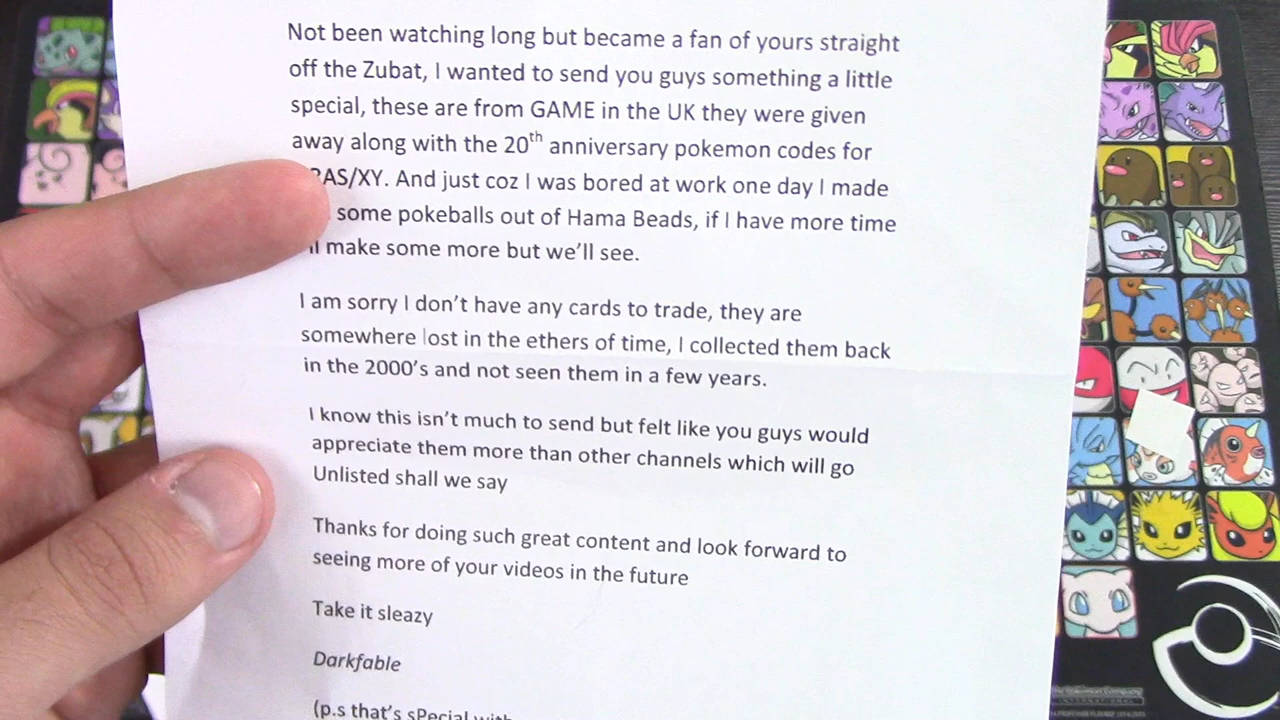 Not been watching long but became a fan of yours straight
off the Zubat, I wanted to send you guys something a little
special, these are from GAME in the UK they were given
away along with the 20th anniversary pokemon codes for
RAS/XY. And just coz I was bored at work one day I made
some pokeballs out of Hama Beads, if I have more time
ll make some more but we'll see.
I am sorry I don't have any cards to trade, they are
somewhere lost in the ethers of time, I collected them back
in the 2000's and not seen them in a few years.
I know this isn't much to send but felt like you guys would
appreciate them more than other channels which will go
Unlisted shall we say
Thanks for doing such great content and look forward to
seeing more of your videos in the future
Take it sleazy
Darkfable
(p.s that's sPecial with
The Pokémon Company
INTERNATIONAL